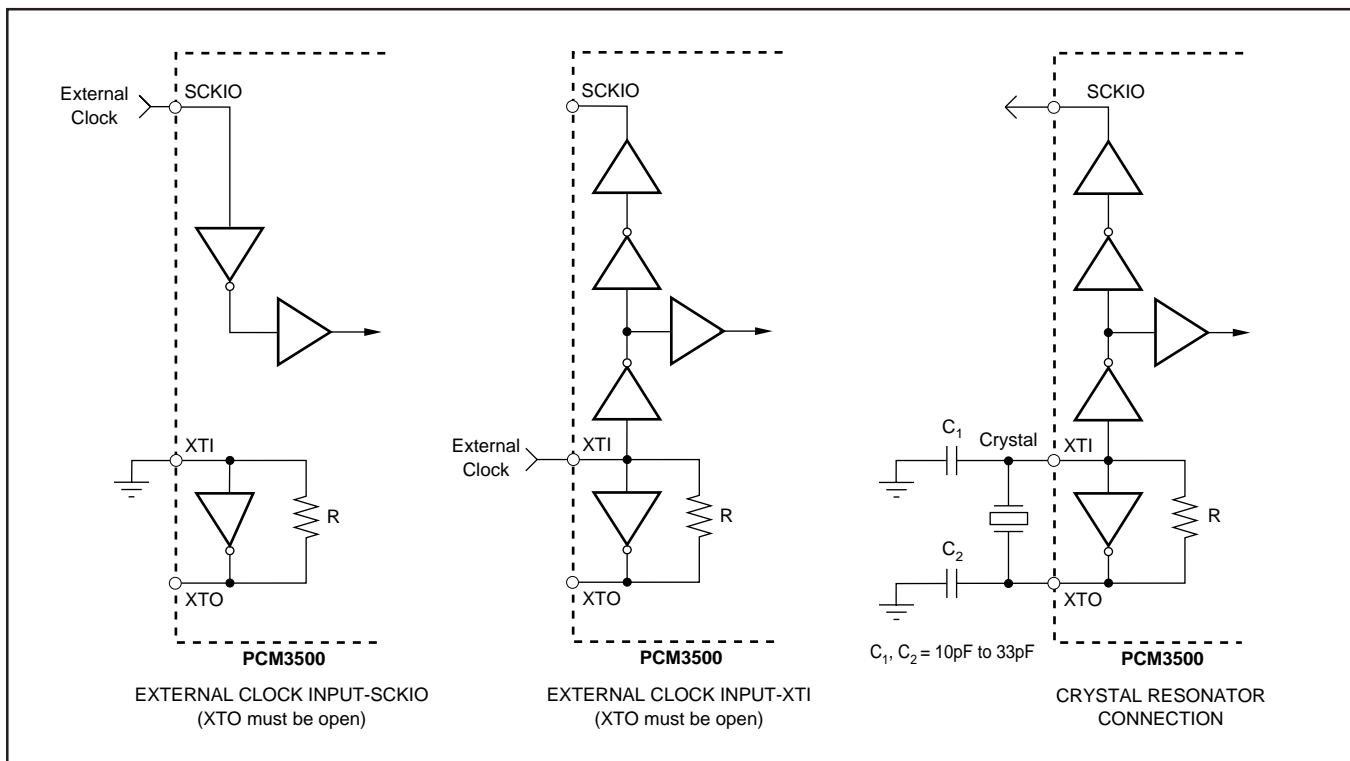 External
Clock
SCKIO
XTI
R
XTO
PCM3500
EXTERNAL CLOCK INPUT-SCKIO
(XTO must be open)
SCKIO
External
Clock
XTI
R
XTO
PCM3500
EXTERNAL CLOCK INPUT-XTI
(XTO must be open)
SCKIO
C₁
Crystal
XTI
R
C₂
XTO
C₁, C₂ = 10pF to 33pF
PCM3500
CRYSTAL RESONATOR
CONNECTION